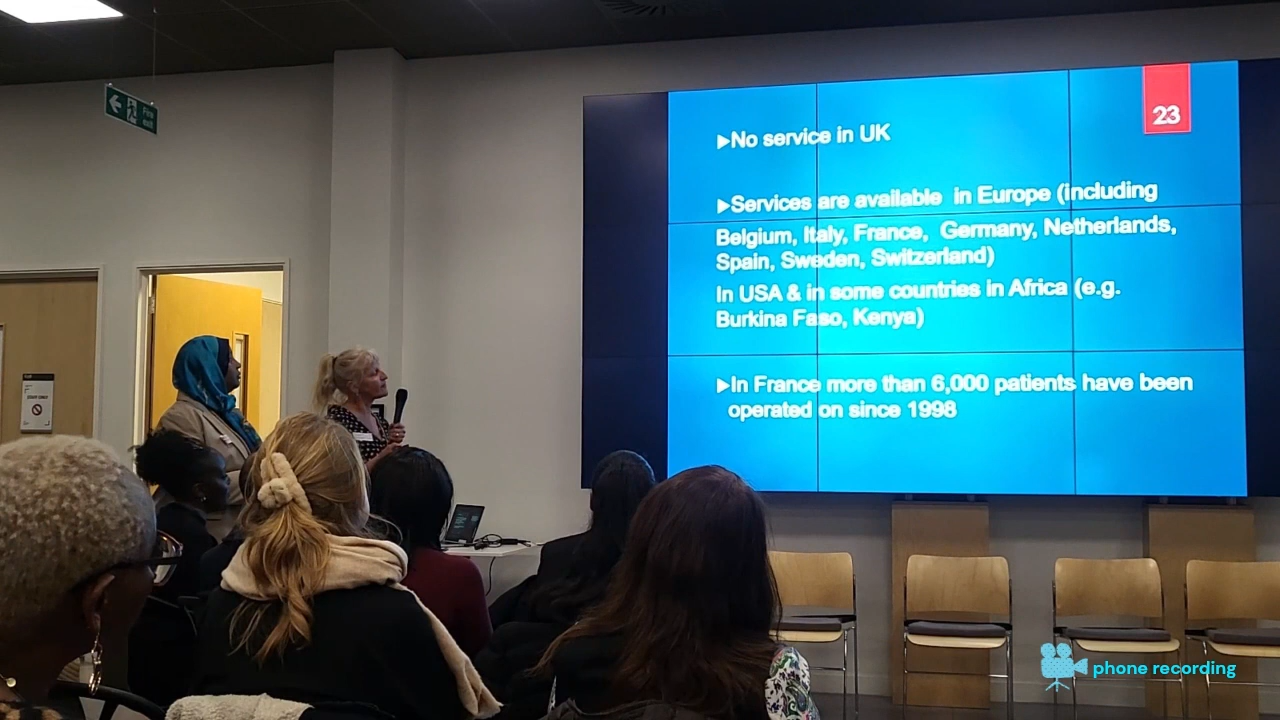 Fire
exit
23
▶No service in UK
▶Services are available in Europe (including
Belgium, Italy, France, Germany, Netherlands,
Spain, Sweden, Switzerland)
In USA & in some countries in Africa (e.g.
Burkina Faso, Kenya)
▶In France more than 6,000 patients have been
operated on since 1998
phone recording